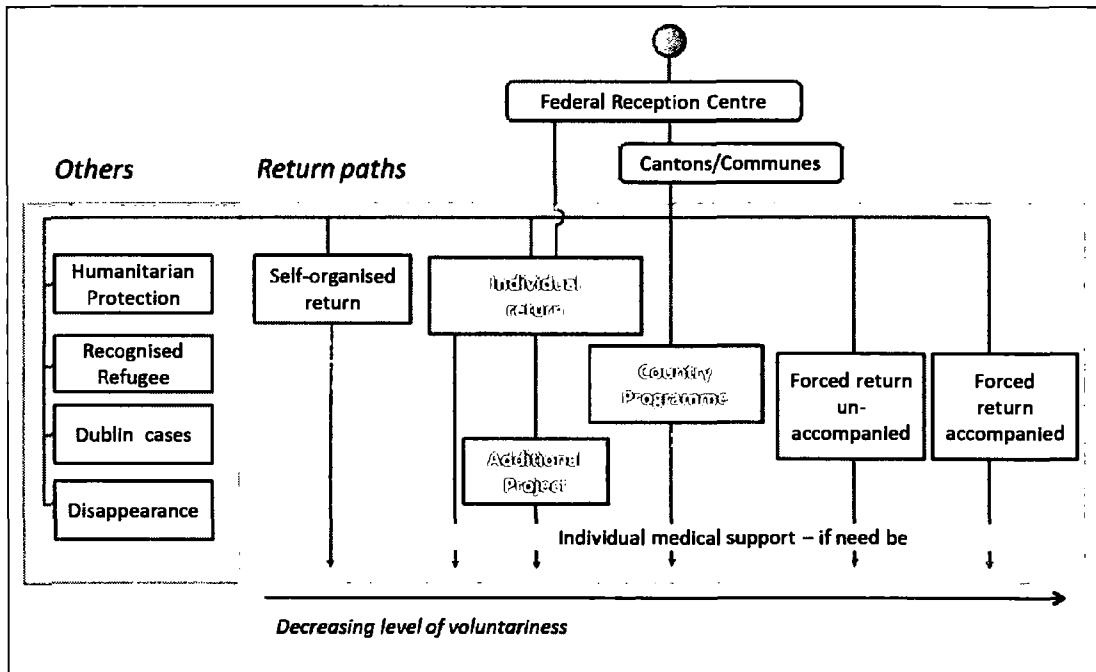 Federal Reception Centre
Cantons/Communes
Others
Return paths
Humanitarian
Protection
Recognised
Refugee
Dublin cases
Disappearance
Self-organised
return
Individual
return
Additional
Project
Country
Programme
Forced return
un-
accompanied
Forced
return
accompanied
Individual medical support – if need be
Decreasing level of voluntariness